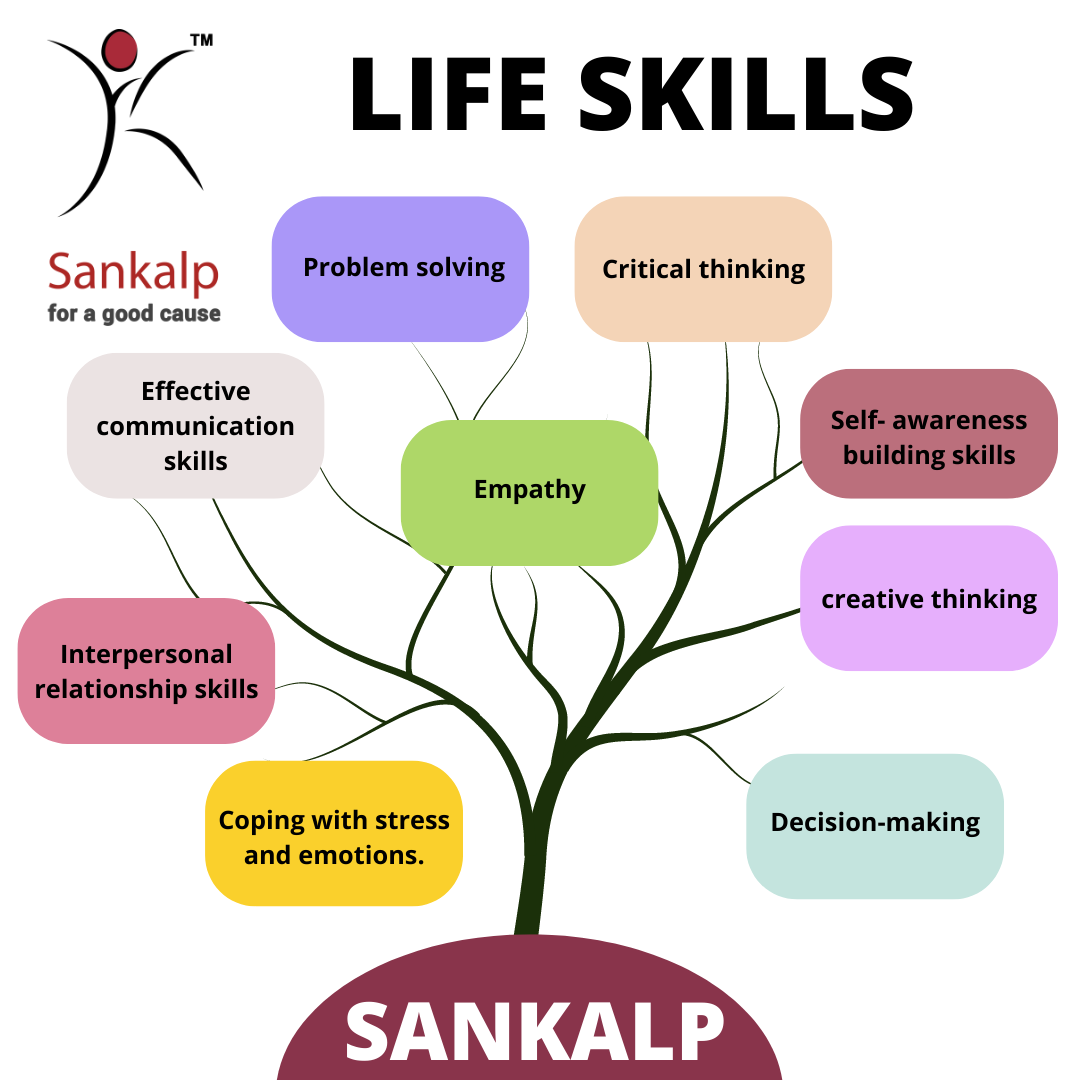 TM
LIFE SKILLS
Sankalp
for a good cause
Problem solving
Critical thinking
Effective
communication
skills
Empathy
Self- awareness
building skills
creative thinking
Interpersonal
relationship skills
Coping with stress
and emotions.
Decision-making
SANKALP